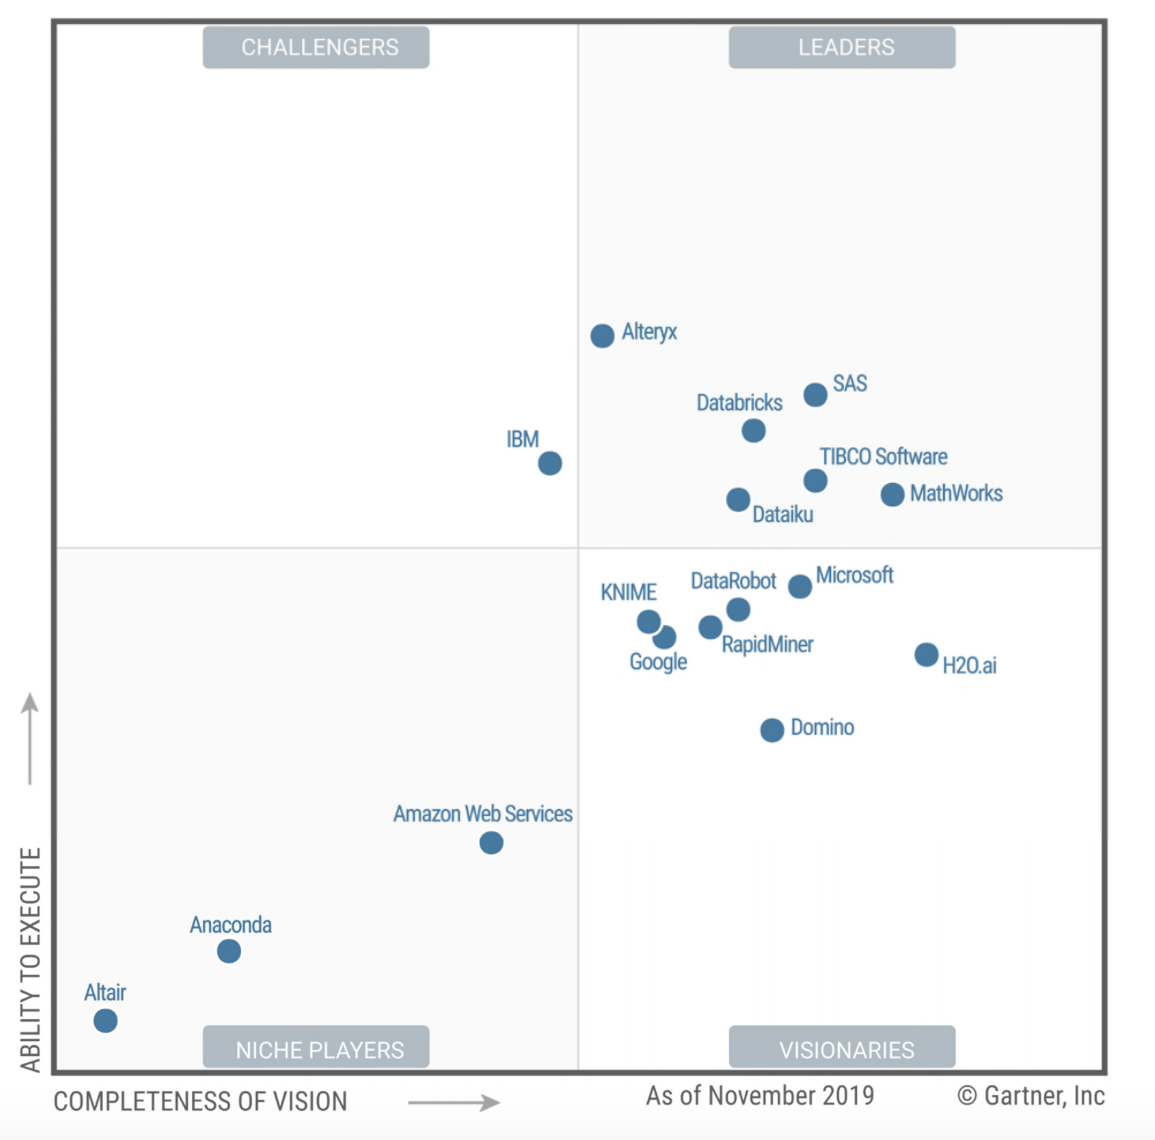 CHALLENGERS
LEADERS
Alteryx
SAS
Databricks
IBM
TIBCO Software
MathWorks
Dataiku
Microsoft
DataRobot
KNIME
RapidMiner
Google
H2O.ai
Domino
Amazon Web Services
Anaconda
Altair
NICHE PLAYERS
VISIONARIES
ABILITY TO EXECUTE
COMPLETENESS OF VISION
As of November 2019
© Gartner, Inc